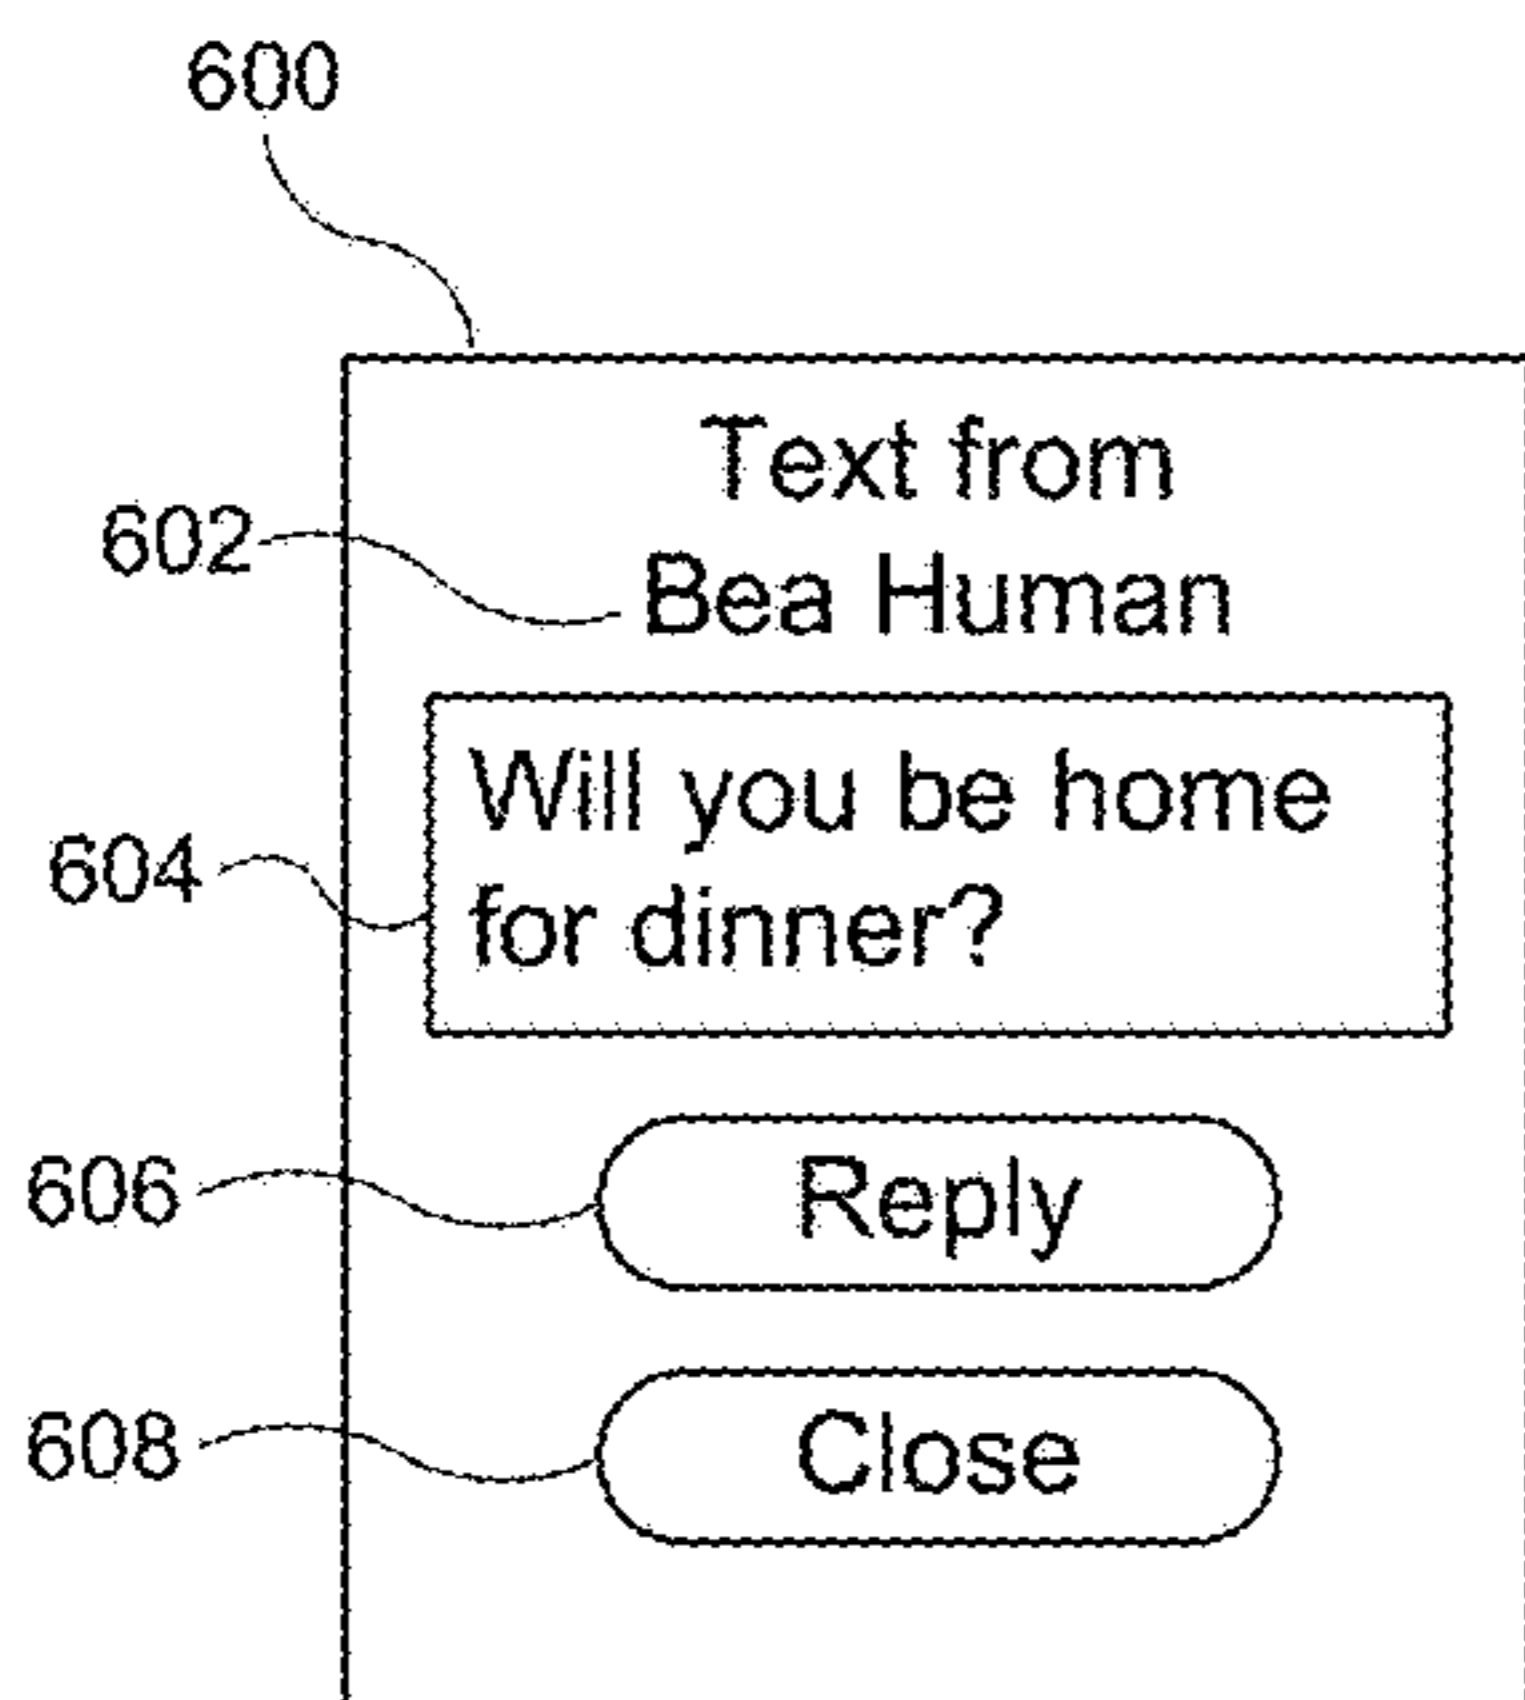 600
Text from
602
Bea Human
Will you be home
604
for dinner?
606
Reply
608
Close